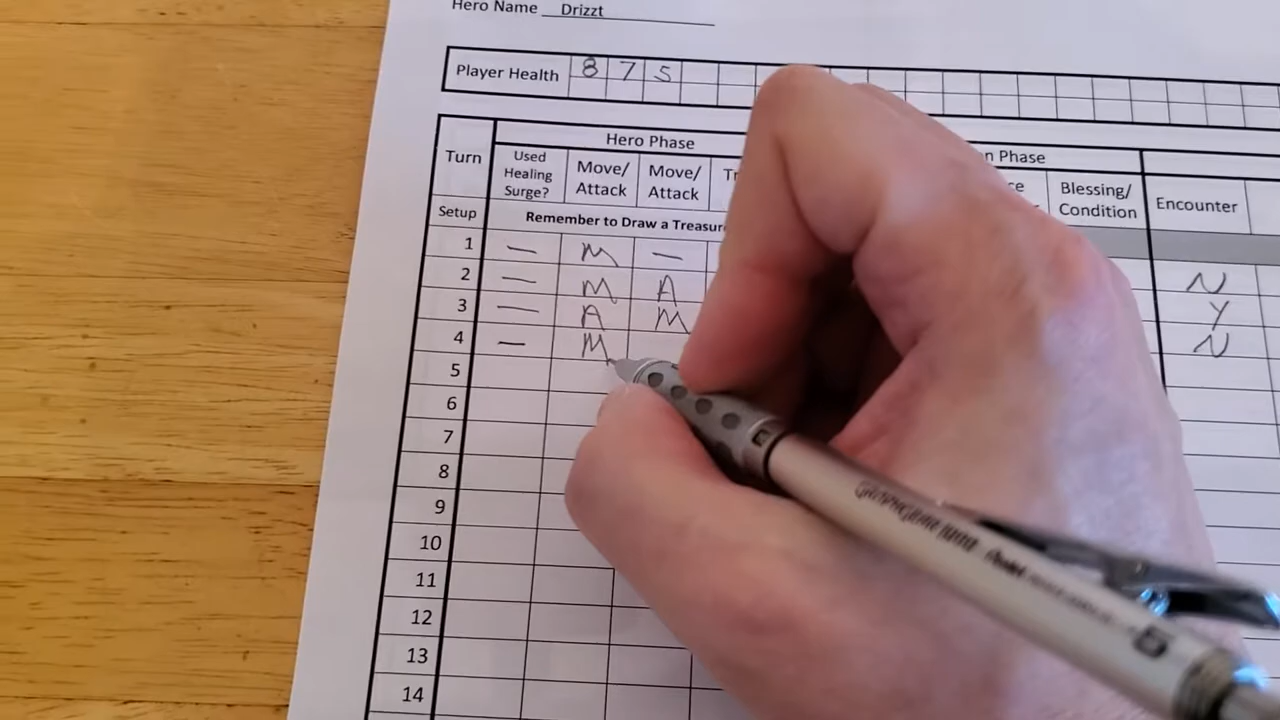 Hero Name Drizzt
Player Health 8 7 5
Turn Hero Phase Phase
Used Healing Surge? Move/ Attack Move/ Attack Blessing/ Condition Encounter
Setup Remember to Draw a
1 — M —
2 — M A N
3 — A M Y
4 — M N
5
6
7
8
9
10
11
12
13
14